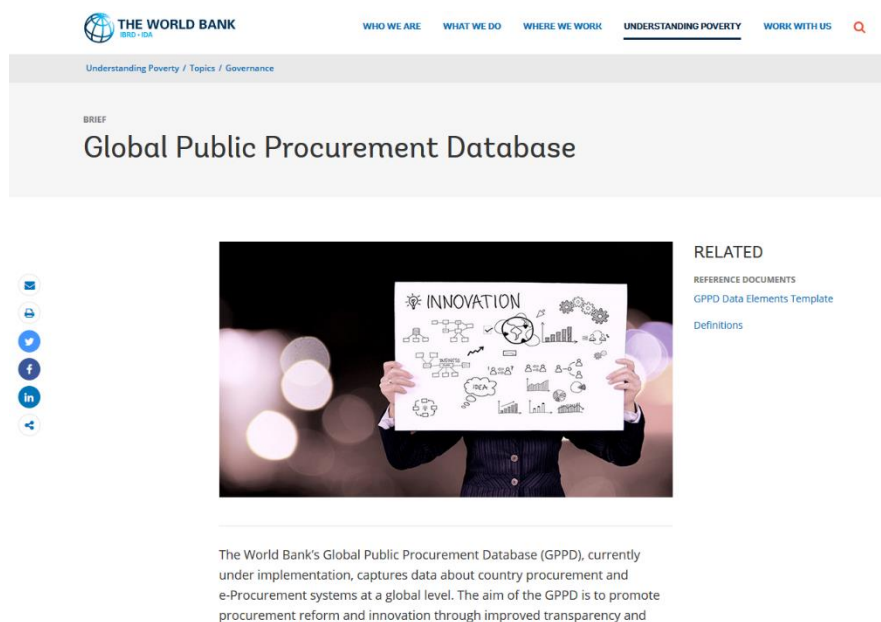 THE WORLD BANK
IBRD • IDA
WHO WE ARE
WHAT WE DO
WHERE WE WORK
UNDERSTANDING POVERTY
WORK WITH US
Understanding Poverty / Topics / Governance
BRIEF
Global Public Procurement Database
INNOVATION
BUSINESS
IDEA
RELATED
REFERENCE DOCUMENTS
GPPD Data Elements Template
Definitions
The World Bank’s Global Public Procurement Database (GPPD), currently
under implementation, captures data about country procurement and
e-Procurement systems at a global level. The aim of the GPPD is to promote
procurement reform and innovation through improved transparency and